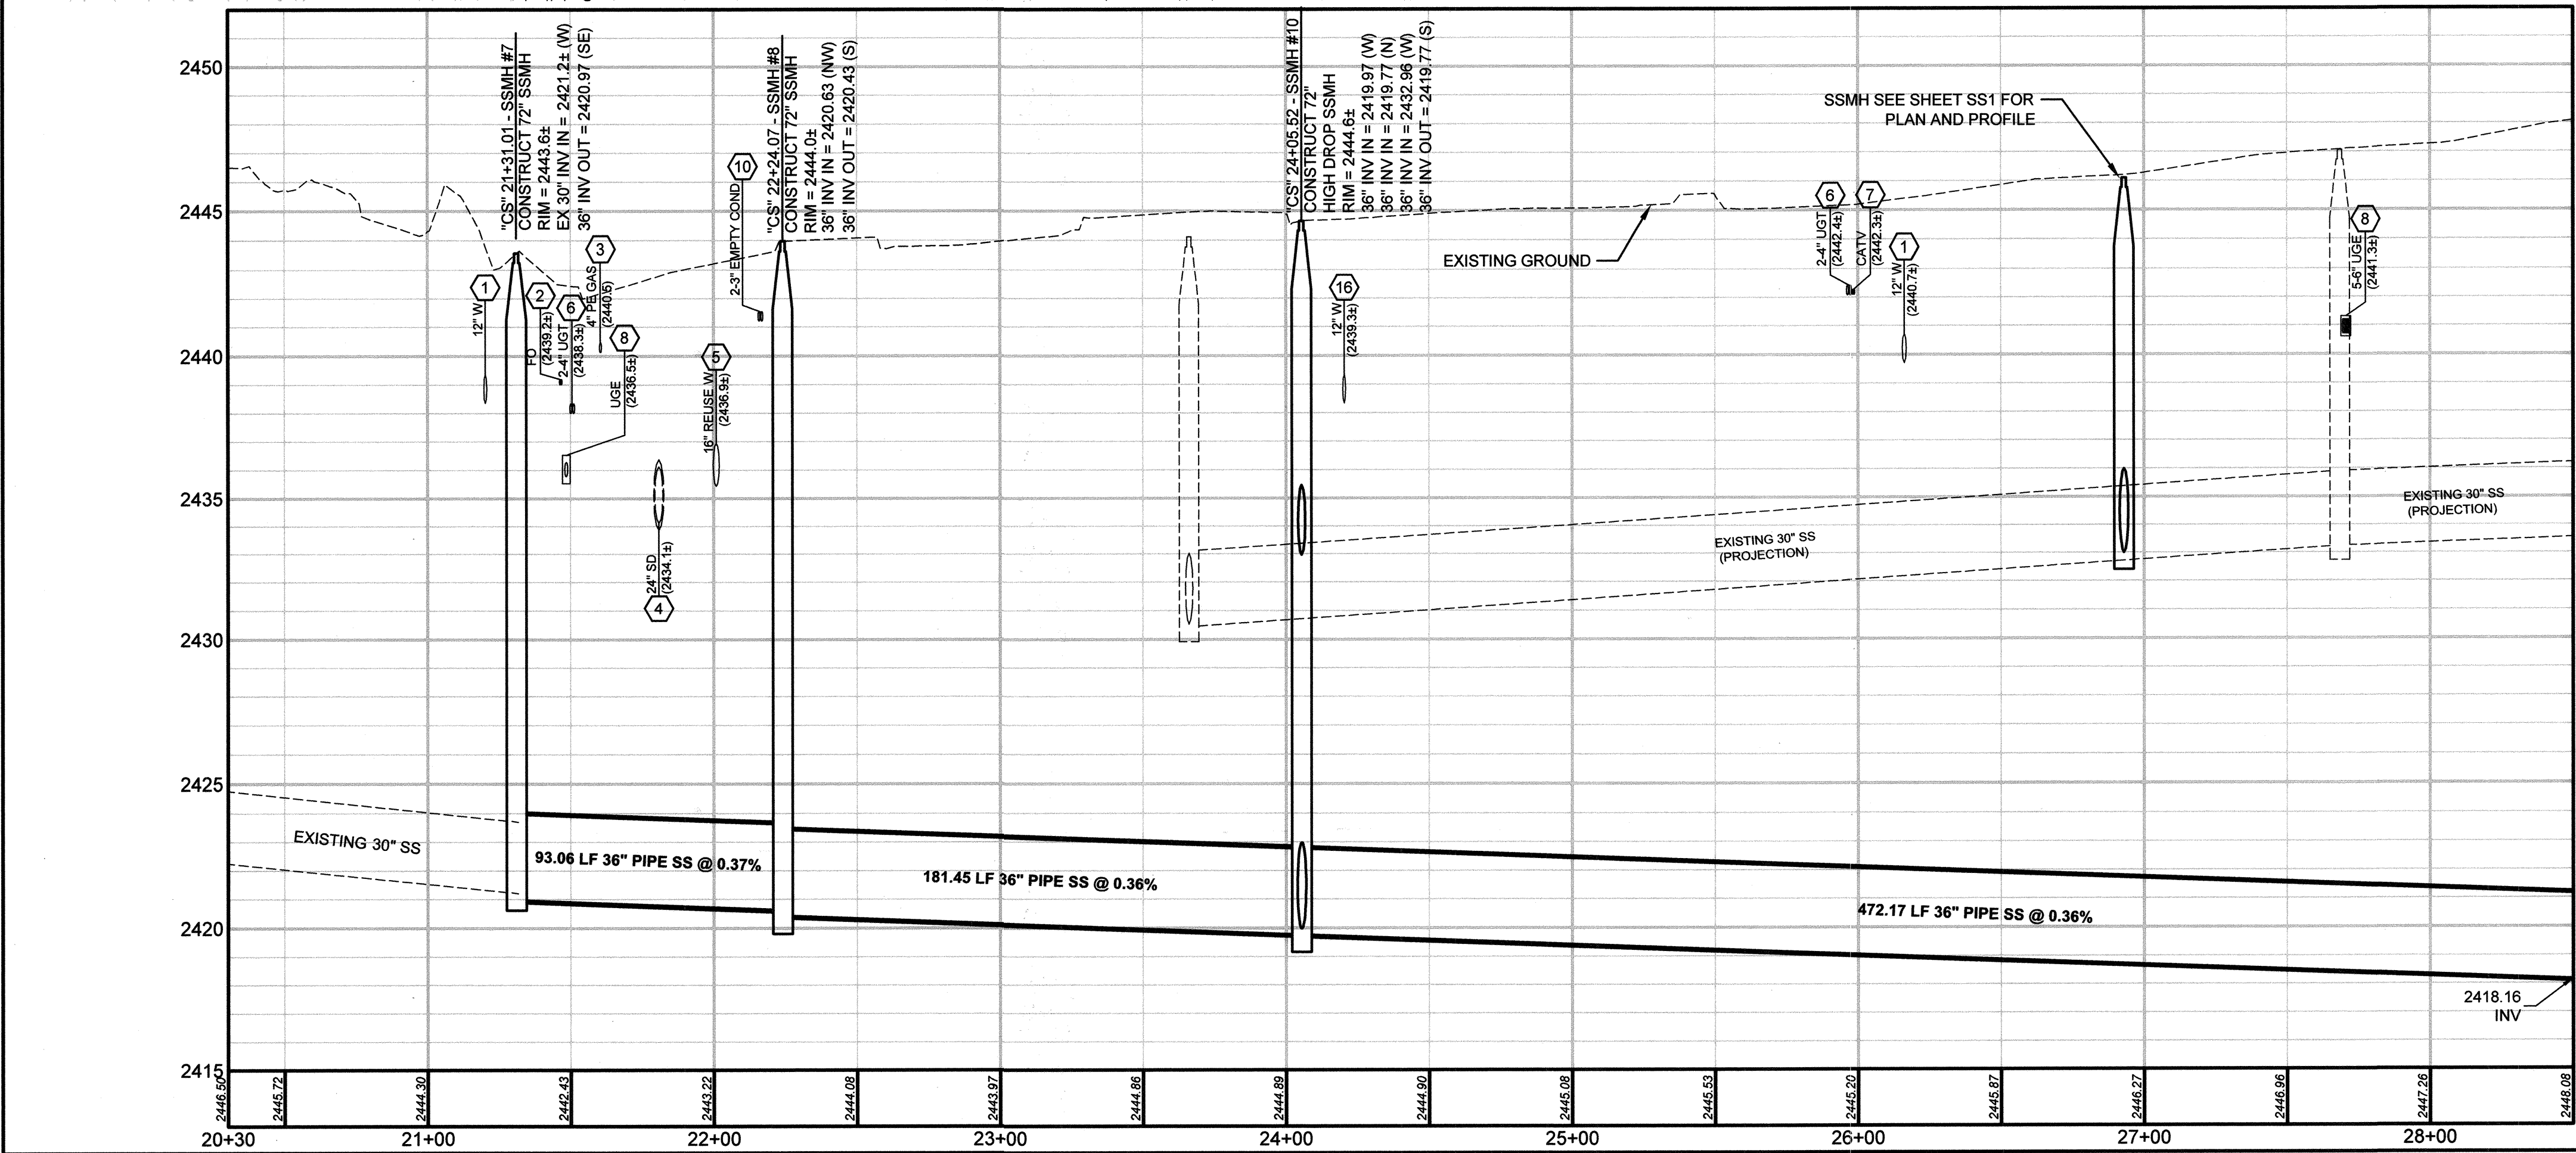 2450
2445
2440
2435
2430
2425
2420
2415
"CS" 21+31.01 - SSMH #7
CONSTRUCT 72" SSMH
RIM = 2443.6±
EX 30" INV IN = 2421.2± (W)
36" INV OUT = 2420.97 (SE)
"CS" 22+24.07 - SSMH #8
CONSTRUCT 72" SSMH
RIM = 2444.0±
36" INV IN = 2420.63 (NW)
36" INV OUT = 2420.43 (S)
"CS" 24+05.52 - SSMH #10
CONSTRUCT 72"
HIGH DROP SSMH
RIM = 2444.6±
36" INV IN = 2419.97 (W)
36" INV IN = 2419.77 (N)
36" INV IN = 2432.96 (W)
36" INV OUT = 2419.77 (S)
SSMH SEE SHEET SS1 FOR
PLAN AND PROFILE
EXISTING GROUND
1
12" W
2
FO
(2439.2±)
6
2-4" UGT
(2438.3±)
3
4" PE GAS
(2440.5)
8
UGE
(2436.5±)
24" SD
(2434.1±)
4
5
16" REUSE W
(2436.9±)
10
2-3" EMPTY COND
16
12" W
(2439.3±)
6
2-4" UGT
(2442.4±)
7
CATV
(2442.3±)
1
12" W
(2440.7±)
8
5-6" UGE
(2441.3±)
EXISTING 30" SS
(PROJECTION)
EXISTING 30" SS
(PROJECTION)
EXISTING 30" SS
93.06 LF 36" PIPE SS @ 0.37%
181.45 LF 36" PIPE SS @ 0.36%
472.17 LF 36" PIPE SS @ 0.36%
2418.16
INV
2446.50
2445.72
2444.30
2442.43
2443.22
2444.08
2443.97
2444.86
2444.89
2444.90
2445.08
2445.53
2445.20
2445.87
2446.27
2446.96
2447.26
2448.08
20+30
21+00
22+00
23+00
24+00
25+00
26+00
27+00
28+00